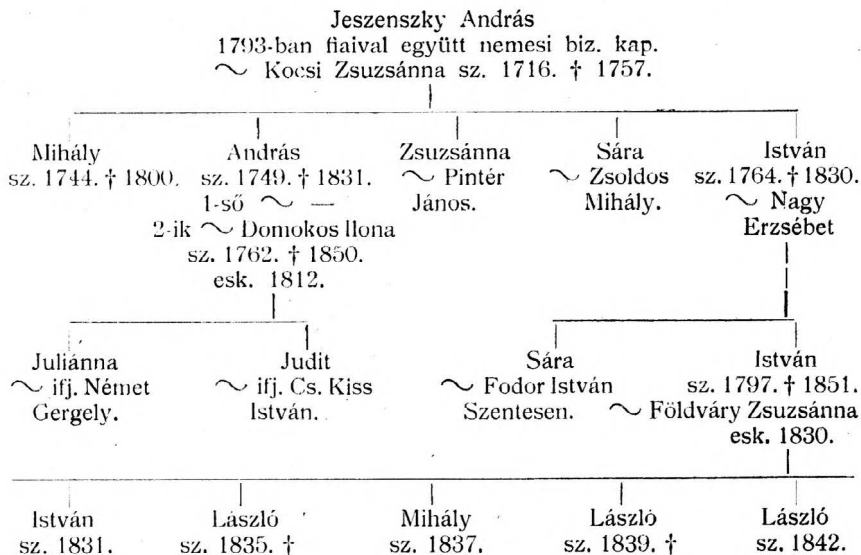 Jeszenszky András
1793-ban fiaival együtt nemesi biz. kap.
~ Kocsi Zsuzsánna sz. 1716. † 1757.
Mihály
sz. 1744. † 1800.
András
sz. 1749. † 1831.
1-ső ~ —
2-ik ~ Domokos Ilona
sz. 1762. † 1850.
esk. 1812.
Zsuzsánna
~ Pintér
János.
Sára
~ Zsoldos
Mihály.
István
sz. 1764. † 1830.
~ Nagy
Erzsébet
Juliánna
~ ifj. Német
Gergely.
Judit
~ ifj. Cs. Kiss
István.
Sára
~ Fodor István
Szentesen.
István
sz. 1797. † 1851.
~ Földváry Zsuzsánna
esk. 1830.
István
sz. 1831.
László
sz. 1835. †
Mihály
sz. 1837.
László
sz. 1839. †
László
sz. 1842.